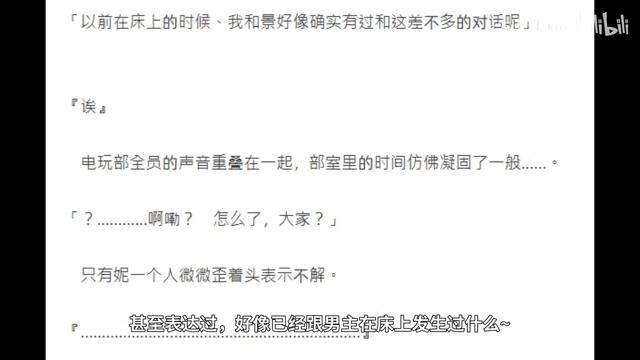 「以前在床上的时候、我和景好像确实有过和这差不多的对话呢」
bilibili
『诶』
电玩部全员的声音重叠在一起，部室里的时间仿佛凝固了一般......。
「？............啊嘞？　怎么了，大家？」
只有妮一个人微微歪着头表示不解。
甚至表达过，好像已经跟男主在床上发生过什么~
『............................................................』